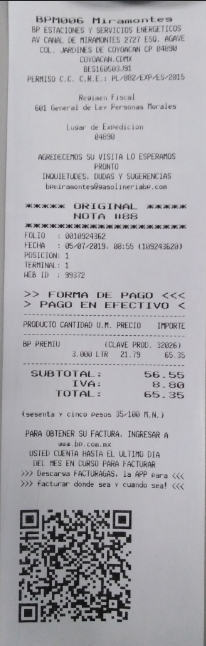 BPM006 Miramontes
BP ESTACIONES Y SERVICIOS ENERGETICOS
AV CANAL DE MIRAMONTES 2727 ESQ. AGAVE
COL. JARDINES DE COYOACAN CP 04890
COYOACAN.CDMX
BES160503J91
PERMISO C.C. C.R.E.: PL/802/EXP/ES/2015
Regimen Fiscal
601 General de Ley Personas Morales
Lugar de Expedicion
04890
AGREDECEMOS SU VISITA LO ESPERAMOS
PRONTO
INQUIETUDES, DUDAS Y SUGERENCIAS
bpmiramontes@gasolineriabp.com
***** ORIGINAL *****
NOTA #88
FOLIO : 0010924362
FECHA : 05/07/2019, 08:55 (109243620)
POSICION: 1
TERMINAL: 1
WEB ID : 99372
>> FORMA DE PAGO <<<
> PAGO EN EFECTIVO <
PRODUCTO CANTIDAD U.M. PRECIO IMPORTE
BP PREMIU (CLAVE PROD. 32026)
3.000 LTR 21.79 65.35
SUBTOTAL: 56.55
IVA: 8.80
TOTAL: 65.35
(sesenta y cinco pesos 35/100 M.N.)
PARA OBTENER SU FACTURA, INGRESAR A
www.bp.com.mx
USTED CUENTA HASTA EL ULTIMO DIA
DEL MES EN CURSO PARA FACTURAR
>>> Descarga FACTURAGAS, la APP para <<<
>>> facturar donde sea y cuando sea! <<<